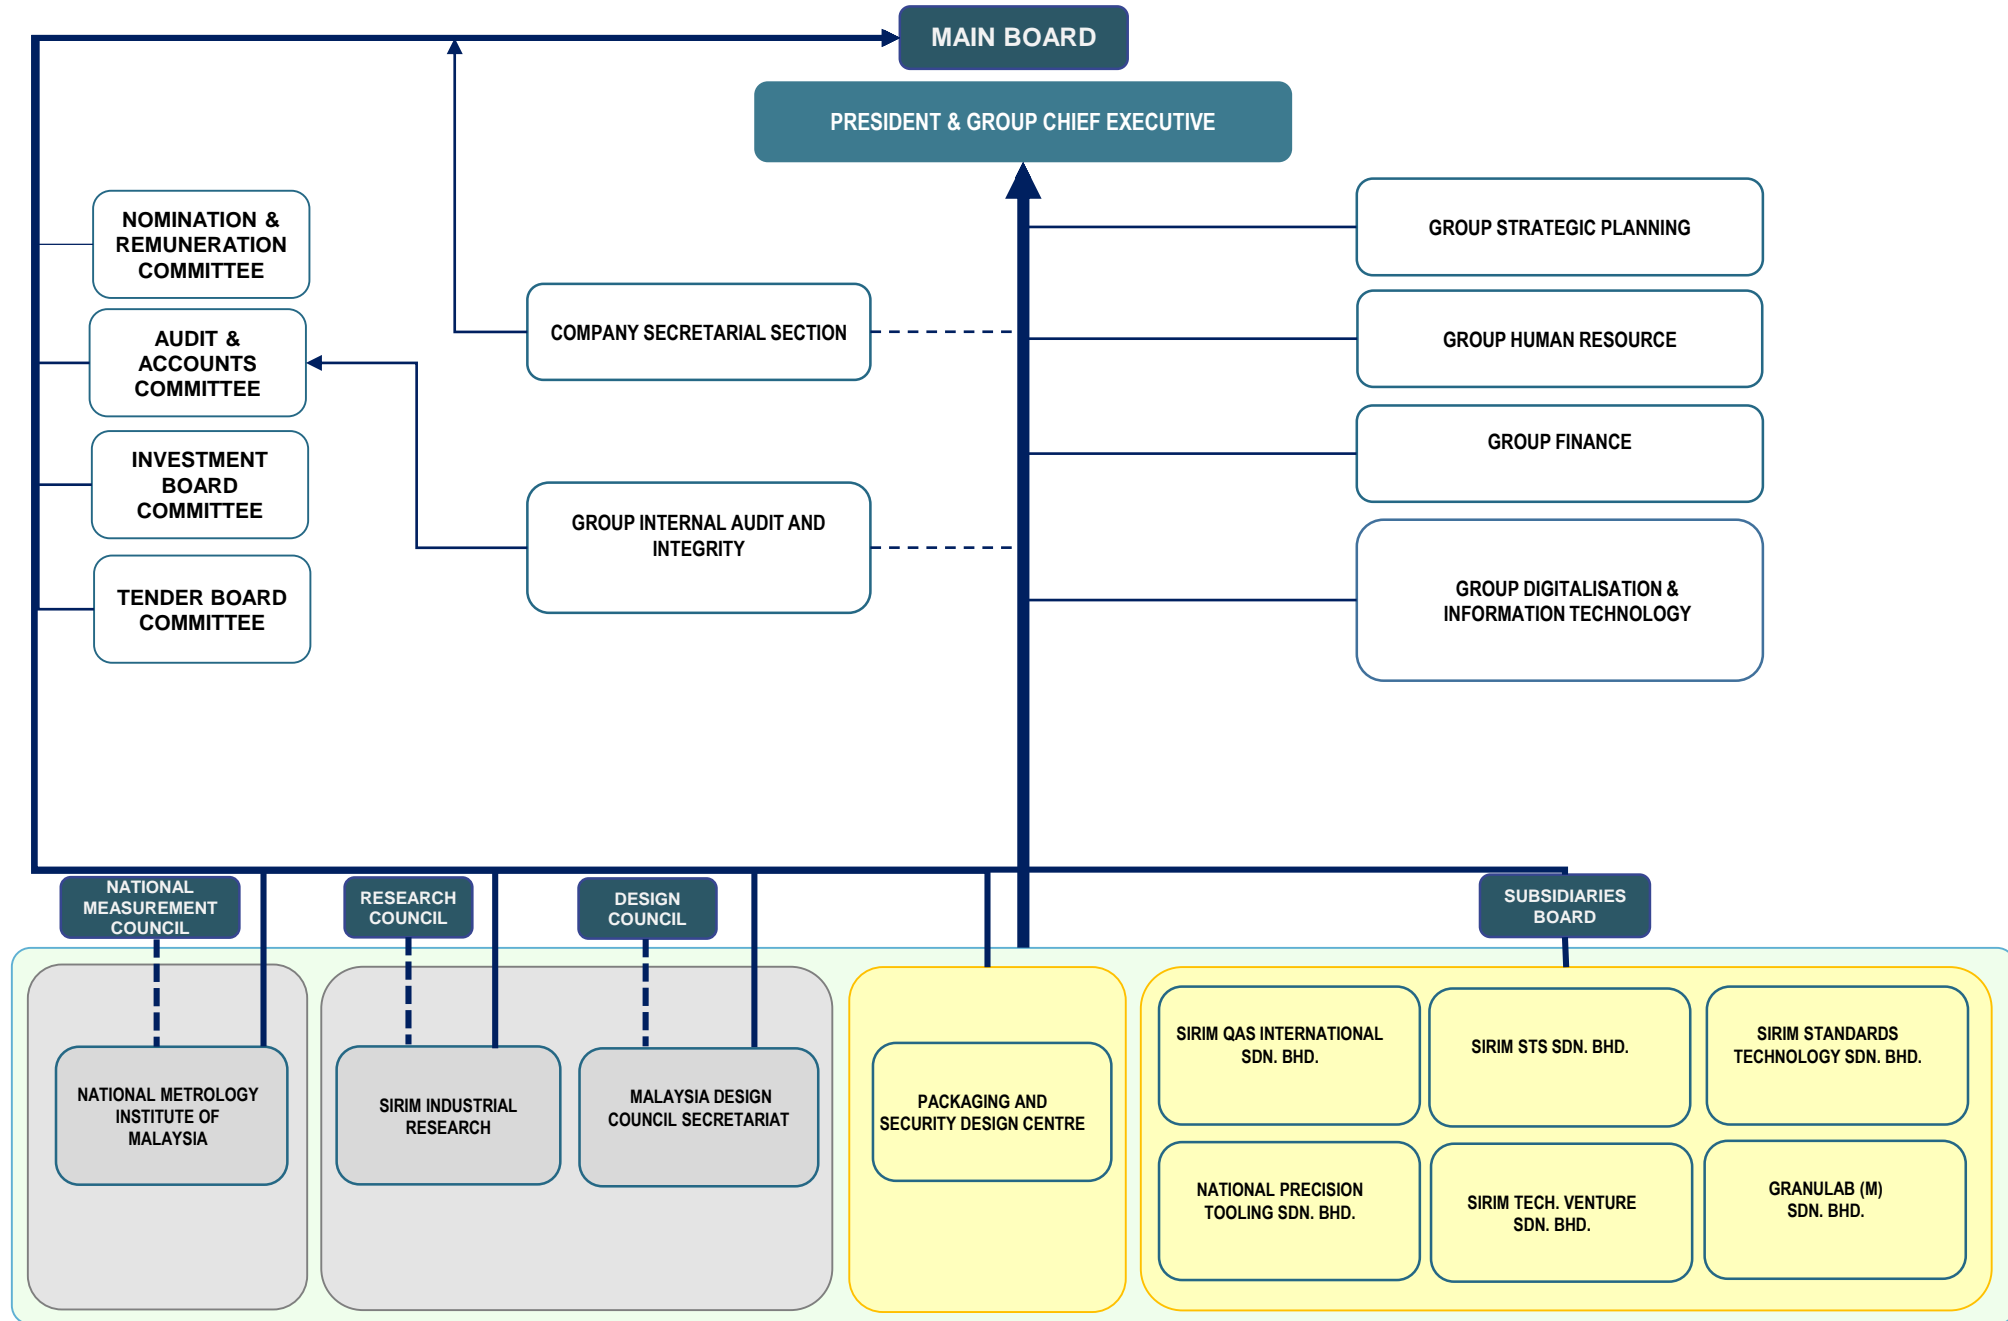 MAIN BOARD
PRESIDENT & GROUP CHIEF EXECUTIVE
NOMINATION &
REMUNERATION
COMMITTEE
AUDIT &
ACCOUNTS
COMMITTEE
INVESTMENT
BOARD
COMMITTEE
TENDER BOARD
COMMITTEE
COMPANY SECRETARIAL SECTION
GROUP INTERNAL AUDIT AND
INTEGRITY
GROUP STRATEGIC PLANNING
GROUP HUMAN RESOURCE
GROUP FINANCE
GROUP DIGITALISATION &
INFORMATION TECHNOLOGY
NATIONAL
MEASUREMENT
COUNCIL
RESEARCH
COUNCIL
DESIGN
COUNCIL
SUBSIDIARIES
BOARD
NATIONAL METROLOGY
INSTITUTE OF
MALAYSIA
SIRIM INDUSTRIAL
RESEARCH
MALAYSIA DESIGN
COUNCIL SECRETARIAT
PACKAGING AND
SECURITY DESIGN CENTRE
SIRIM QAS INTERNATIONAL
SDN. BHD.
SIRIM STS SDN. BHD.
SIRIM STANDARDS
TECHNOLOGY SDN. BHD.
NATIONAL PRECISION
TOOLING SDN. BHD.
SIRIM TECH. VENTURE
SDN. BHD.
GRANULAB (M)
SDN. BHD.